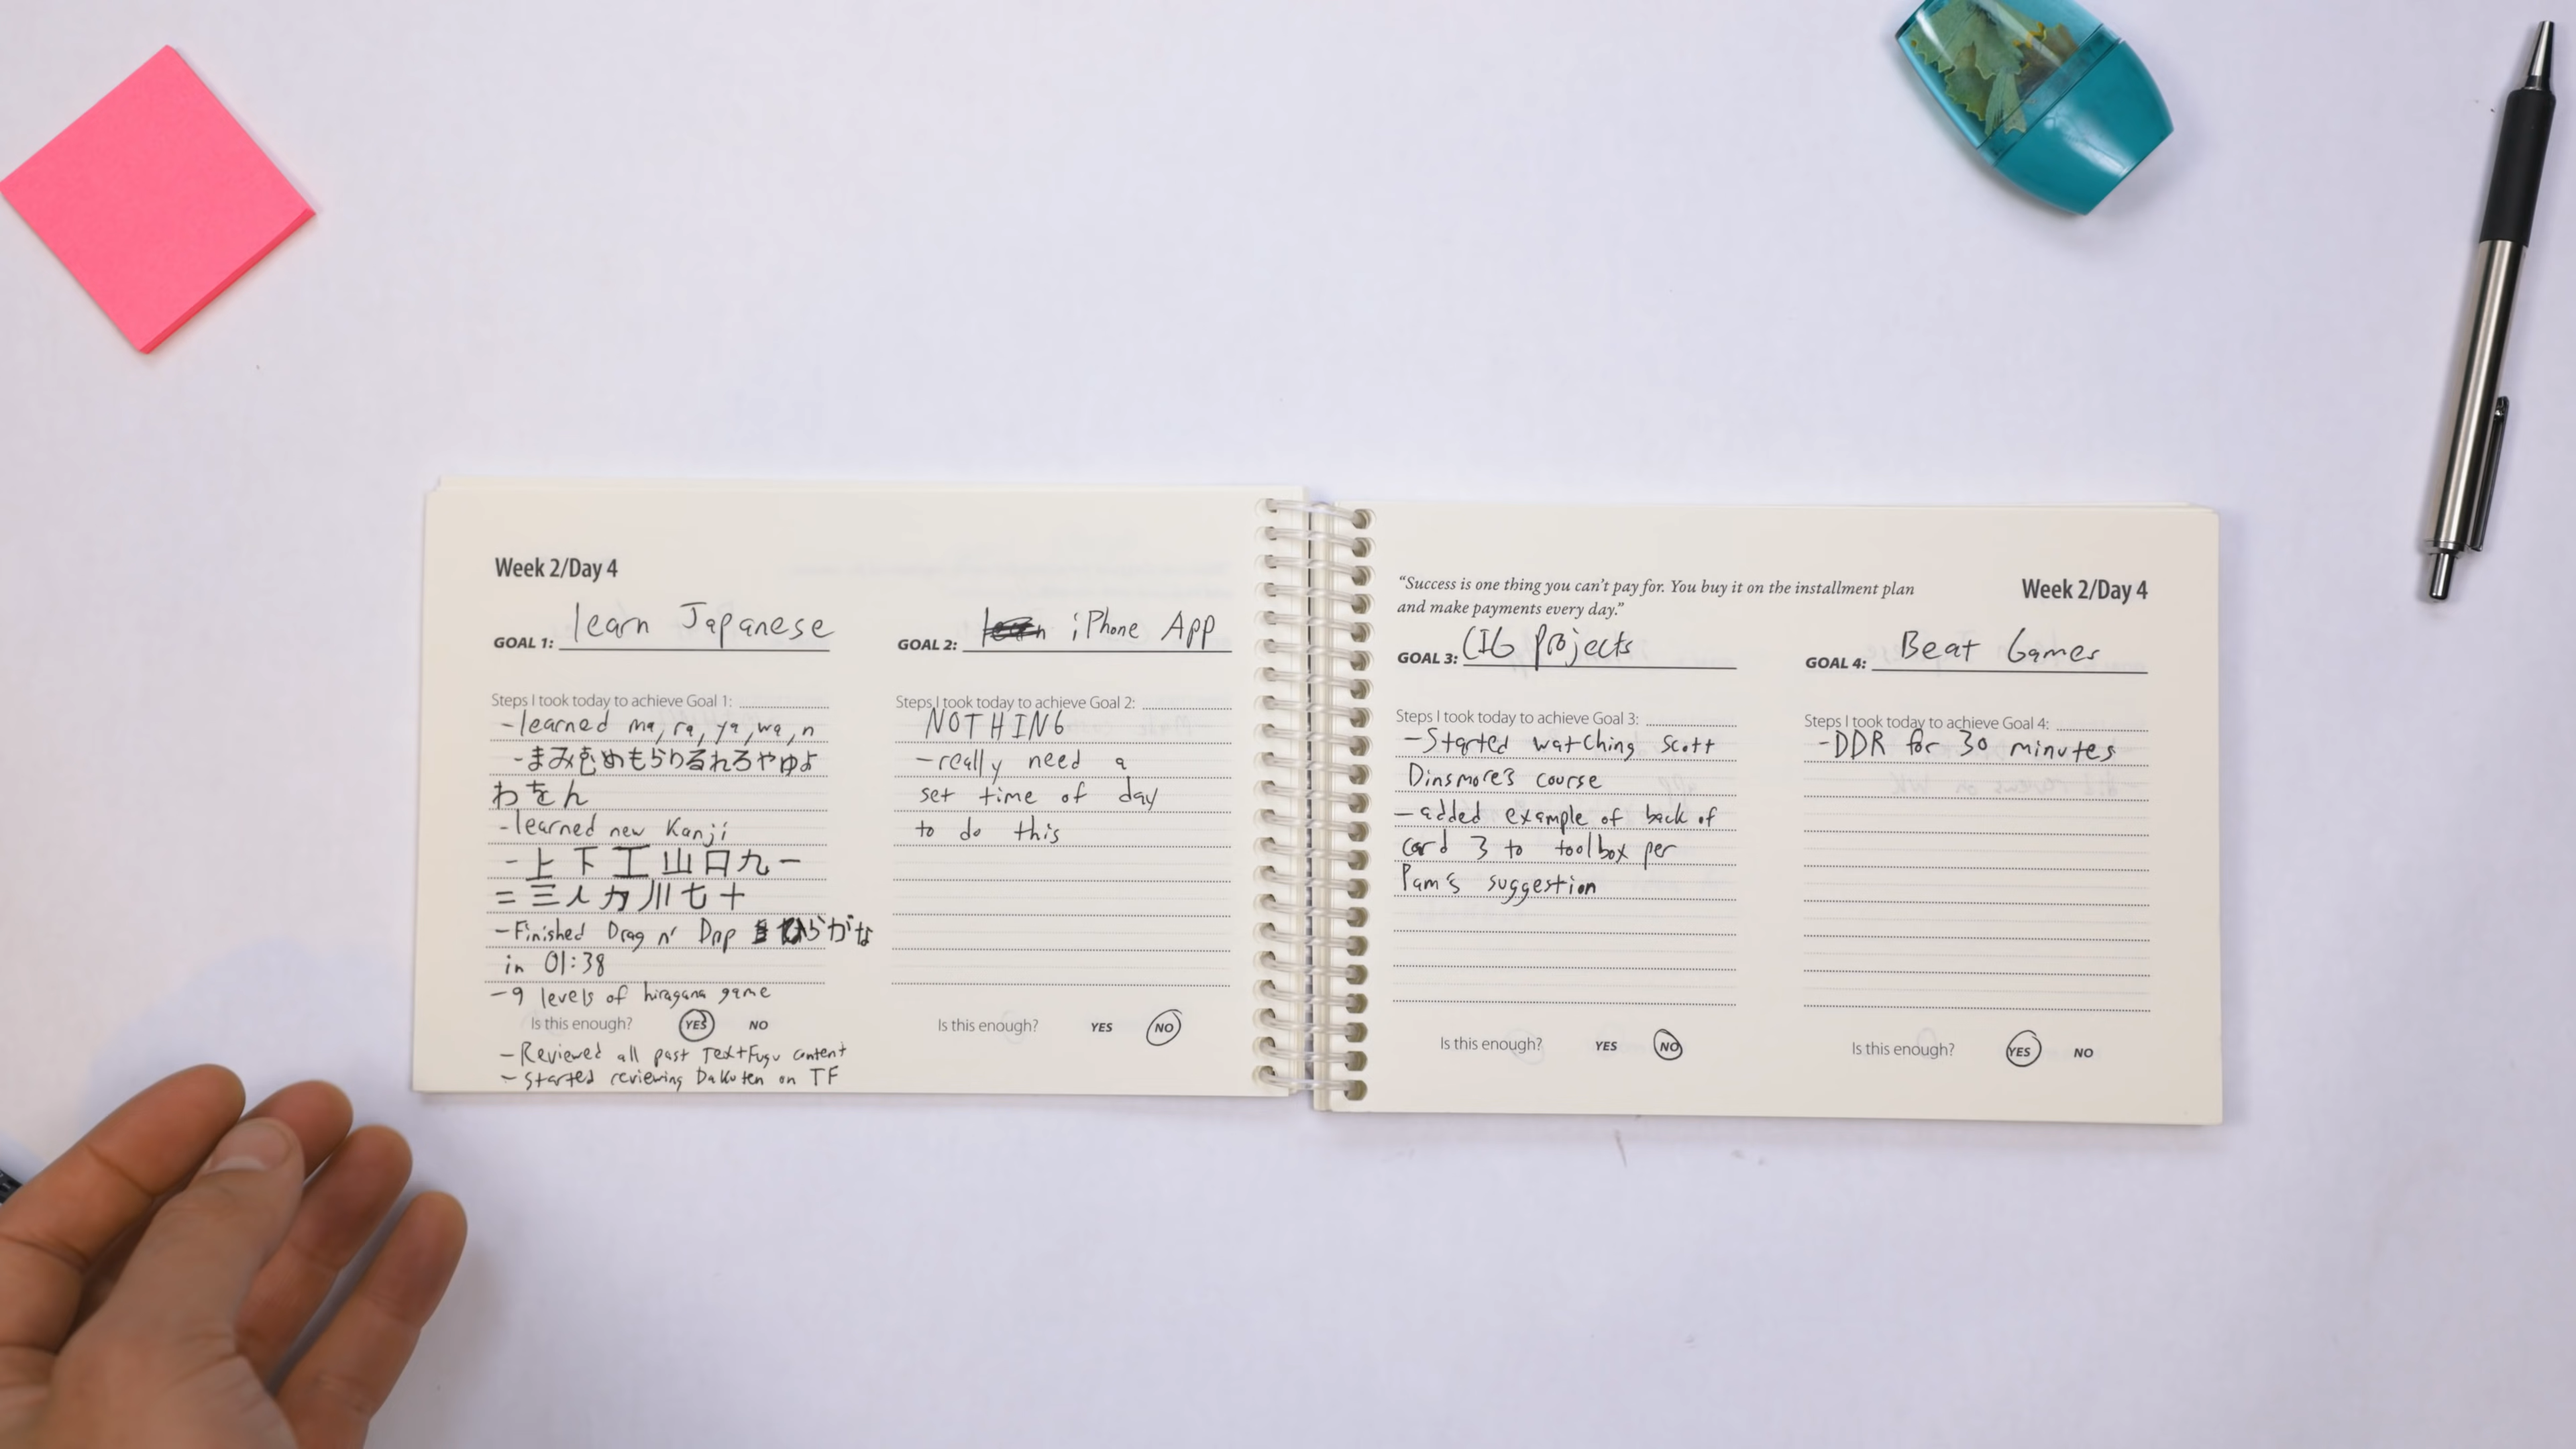 Week 2/Day 4
GOAL 1: learn Japanese
Steps I took today to achieve Goal 1:
-learned ma, ra, ya, wa, n
-まみむめもらりるれろやゆよ
わをん
-learned new Kanji
-上下工山日九一
二三人力川七十
-Finished Drag n' Drop ひらがな
in 01:38
-9 levels of hiragana game
Is this enough? YES NO
-Reviewed all past TextFugu content
-Started reviewing Dakuten on TF
GOAL 2: iPhone App
Steps I took today to achieve Goal 2:
NOTHING
-really need a
set time of day
to do this
Is this enough? YES NO
"Success is one thing you can't pay for. You buy it on the installment plan
and make payments every day."
Week 2/Day 4
GOAL 3: CIG Projects
Steps I took today to achieve Goal 3:
-Started watching Scott
Dinsmore's course
-added example of back of
card 3 to toolbox per
Pam's suggestion
Is this enough? YES NO
GOAL 4: Beat Games
Steps I took today to achieve Goal 4:
-DDR for 30 minutes
Is this enough? YES NO